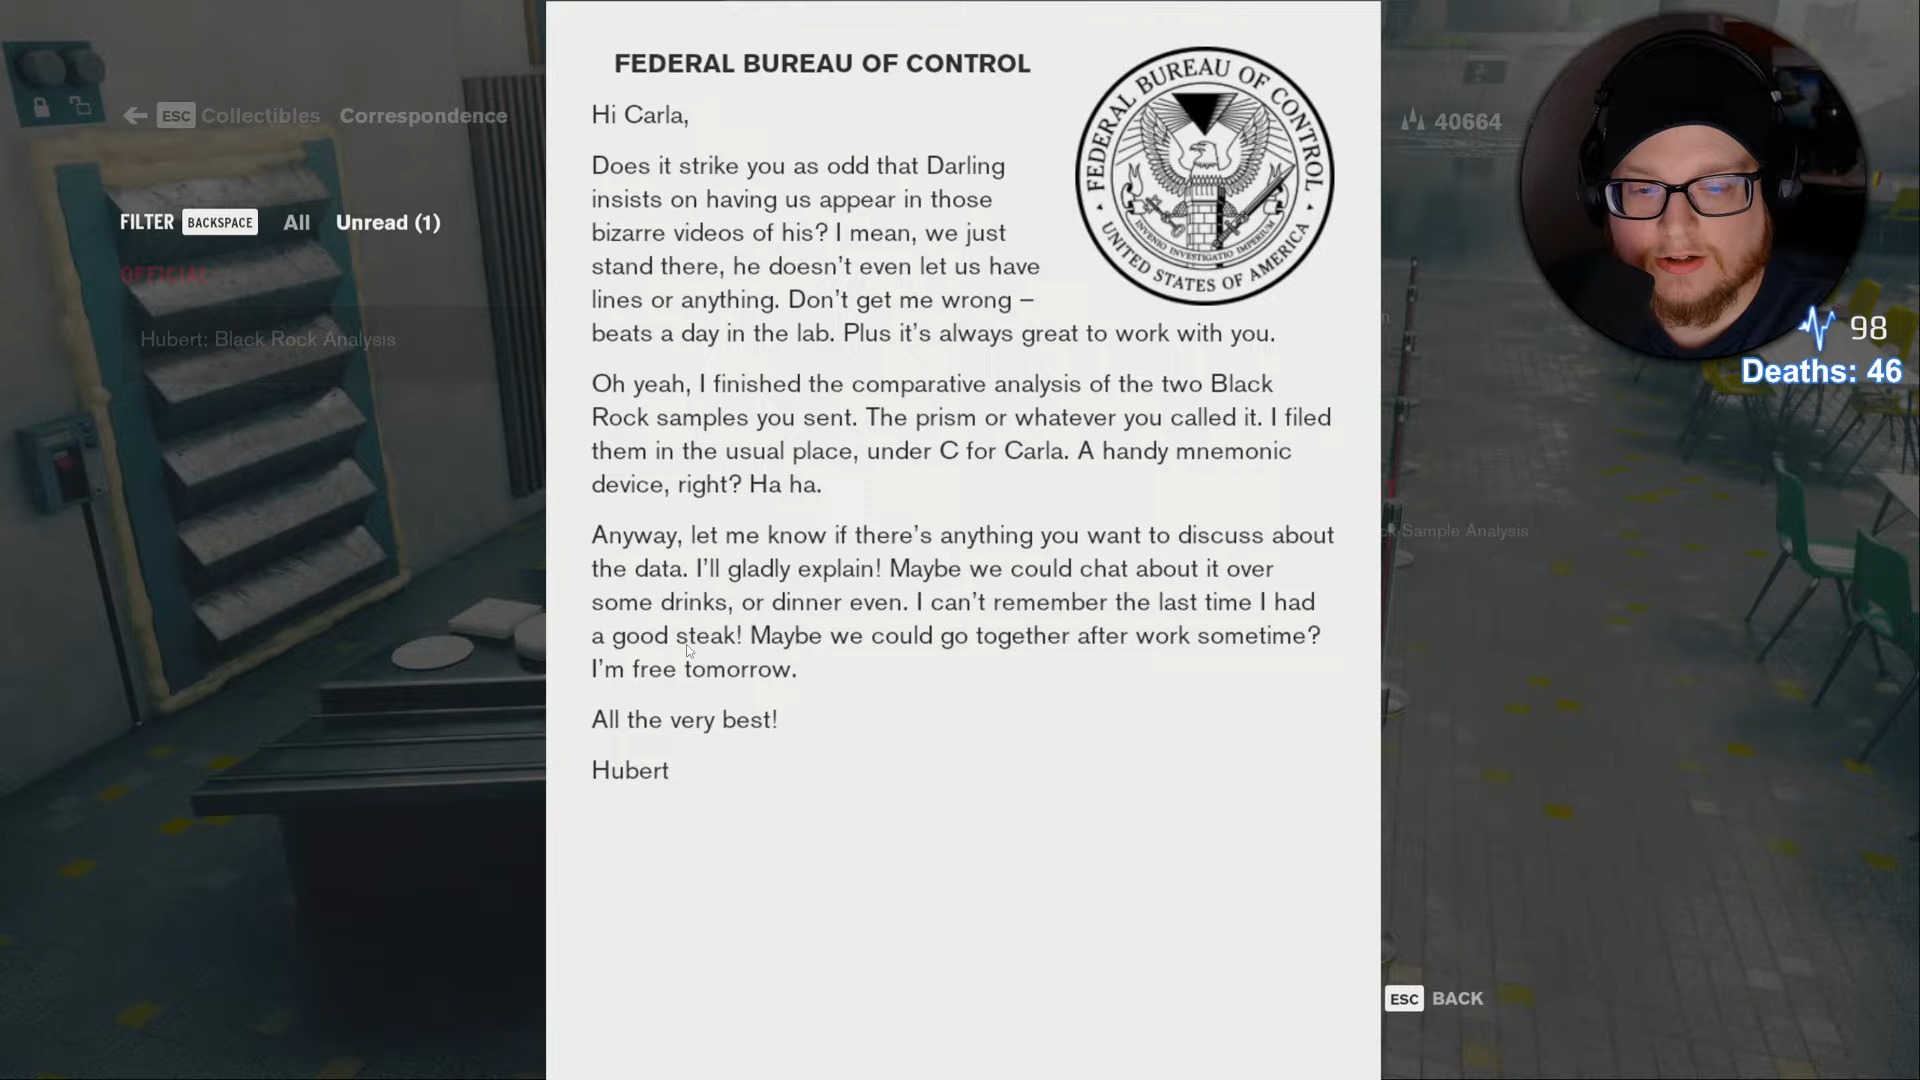 FEDERAL BUREAU OF CONTROL
FEDERAL BUREAU OF CONTROL
INVENIO INVESTIGATIO IMPERIUM
UNITED STATES OF AMERICA
Hi Carla,
Does it strike you as odd that Darling
insists on having us appear in those
bizarre videos of his? I mean, we just
stand there, he doesn't even let us have
lines or anything. Don't get me wrong –
beats a day in the lab. Plus it's always great to work with you.
Oh yeah, I finished the comparative analysis of the two Black
Rock samples you sent. The prism or whatever you called it. I filed
them in the usual place, under C for Carla. A handy mnemonic
device, right? Ha ha.
Anyway, let me know if there's anything you want to discuss about
the data. I'll gladly explain! Maybe we could chat about it over
some drinks, or dinner even. I can't remember the last time I had
a good steak! Maybe we could go together after work sometime?
I'm free tomorrow.
All the very best!
Hubert
ESC Collectibles Correspondence
FILTER BACKSPACE All Unread (1)
OFFICIAL
Hubert: Black Rock Analysis
40664
98
Deaths: 46
Sample Analysis
ESC BACK